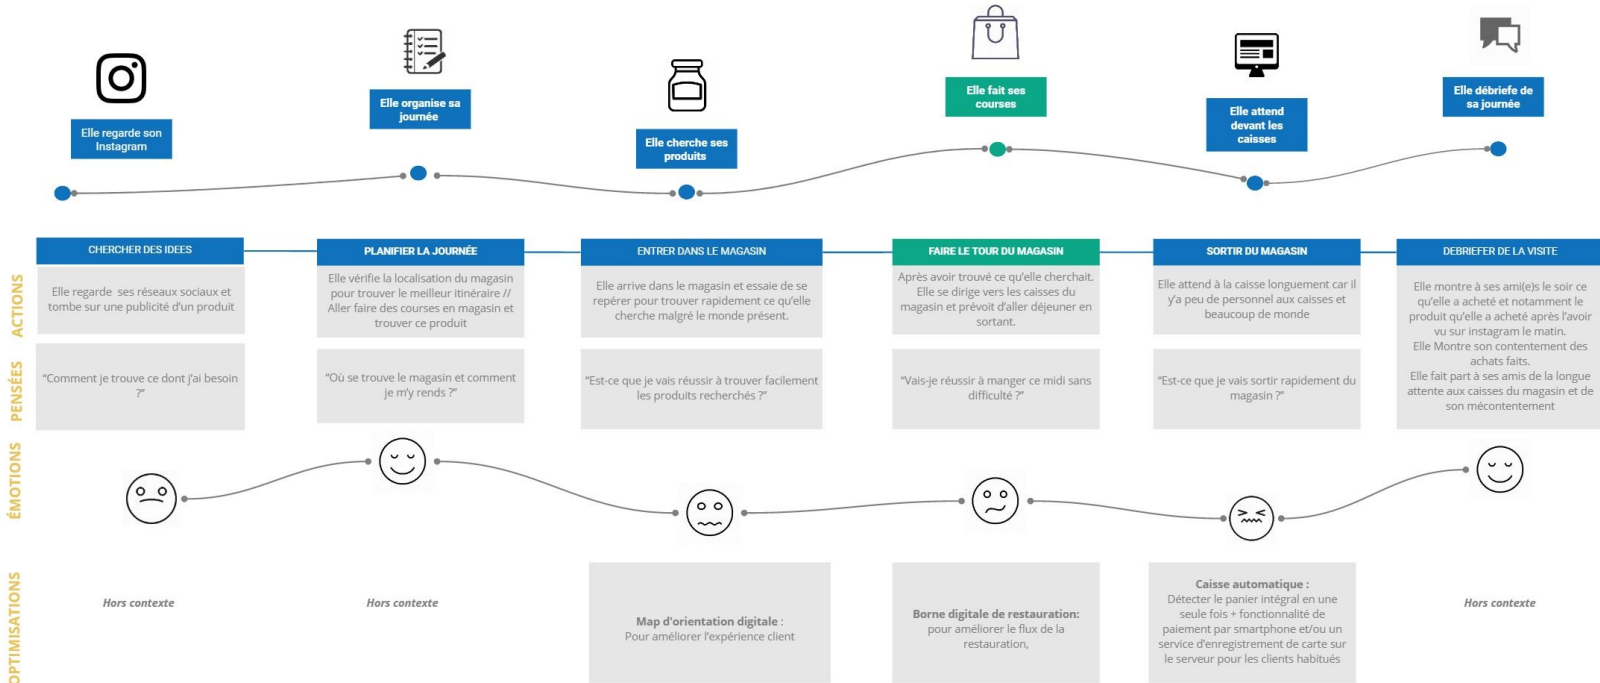 Elle regarde son
Instagram
Elle organise sa
journée
Elle cherche ses
produits
Elle fait ses
courses
Elle attend
devant les
caisses
Elle débriefe de
sa journée
CHERCHER DES IDEES
PLANIFIER LA JOURNÉE
ENTRER DANS LE MAGASIN
FAIRE LE TOUR DU MAGASIN
SORTIR DU MAGASIN
DEBRIEFER DE LA VISITE
ACTIONS
Elle regarde ses réseaux sociaux et
tombe sur une publicité d'un produit
Elle vérifie la localisation du magasin
pour trouver le meilleur itinéraire //
Aller faire des courses en magasin et
trouver ce produit
Elle arrive dans le magasin et essaie de se
repérer pour trouver rapidement ce qu'elle
cherche malgré le monde présent.
Après avoir trouvé ce qu'elle cherchait.
Elle se dirige vers les caisses du
magasin et prévoit d'aller déjeuner en
sortant.
Elle attend à la caisse longuement car il
y'a peu de personnel aux caisses et
beaucoup de monde
Elle montre à ses ami(e)s le soir ce
qu'elle a acheté et notamment le
produit qu'elle a acheté après l'avoir
vu sur instagram le matin.
Elle Montre son contentement des
achats faits.
Elle fait part à ses amis de la longue
attente aux caisses du magasin et de
son mécontentement
PENSÉES
"Comment je trouve ce dont j'ai besoin
?"
"Où se trouve le magasin et comment
je m'y rends ?"
"Est-ce que je vais réussir à trouver facilement
les produits recherchés ?"
"Vais-je réussir à manger ce midi sans
difficulté ?"
"Est-ce que je vais sortir rapidement du
magasin ?"
ÉMOTIONS
OPTIMISATIONS
Hors contexte
Hors contexte
Map d'orientation digitale :
Pour améliorer l'expérience client
Borne digitale de restauration:
pour améliorer le flux de la
restauration,
Caisse automatique :
Détecter le panier intégral en une
seule fois + fonctionnalité de
paiement par smartphone et/ou un
service d'enregistrement de carte sur
le serveur pour les clients habitués
Hors contexte